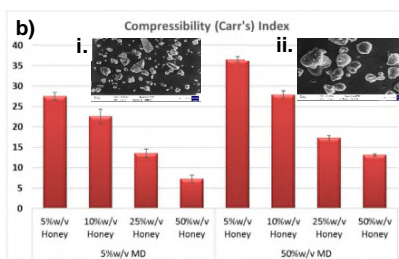 b)
Compressibility (Carr's) Index
i.
ii.
40
35
30
25
20
15
10
5
0
5%w/v 10%w/v 25%w/v 50%w/v 5%w/v 10%w/v 25%w/v 50%w/v
Honey Honey Honey Honey Honey Honey Honey Honey
5%w/v MD 50%w/v MD